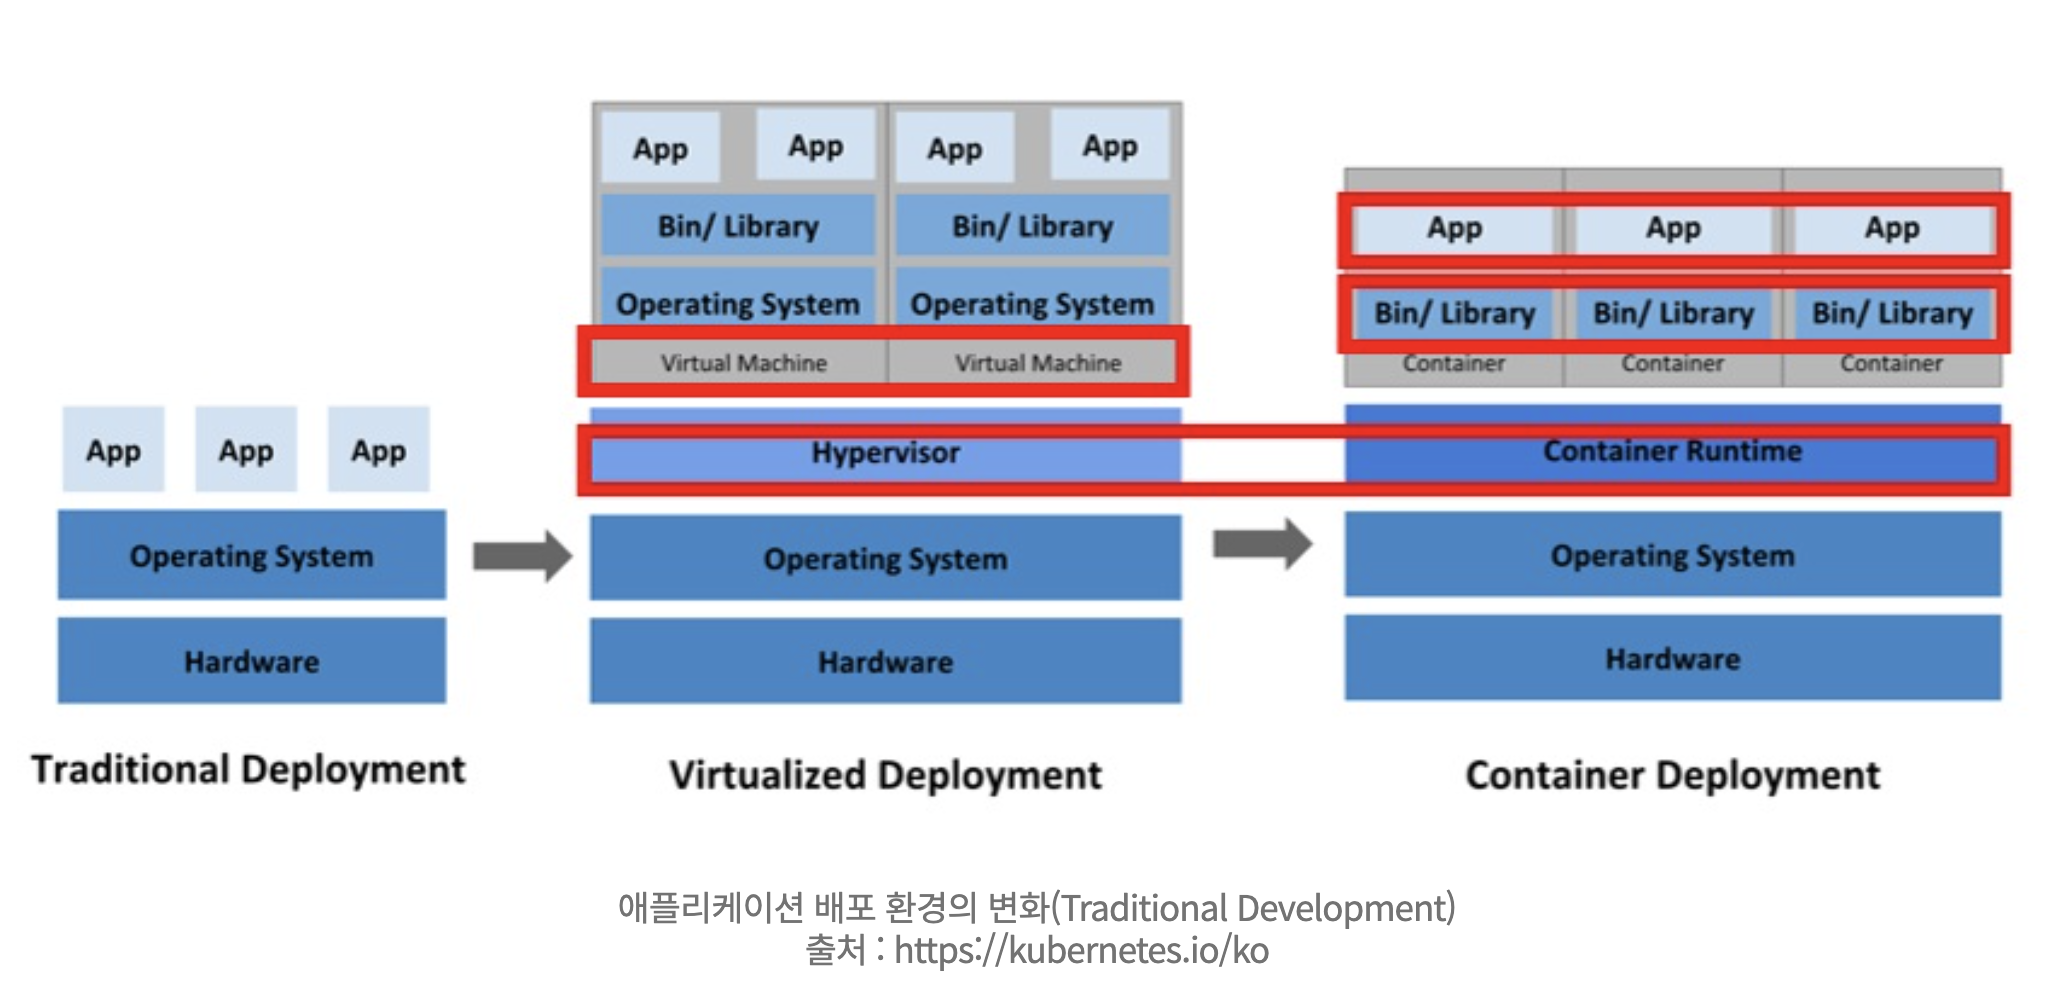 App App App
Operating System
Hardware
Traditional Deployment
App App App App
Bin/ Library Bin/ Library
Operating System Operating System
Virtual Machine Virtual Machine
Hypervisor
Operating System
Hardware
Virtualized Deployment
App App App
Bin/ Library Bin/ Library Bin/ Library
Container Container Container
Container Runtime
Operating System
Hardware
Container Deployment
애플리케이션 배포 환경의 변화(Traditional Development)
출처 : https://kubernetes.io/ko